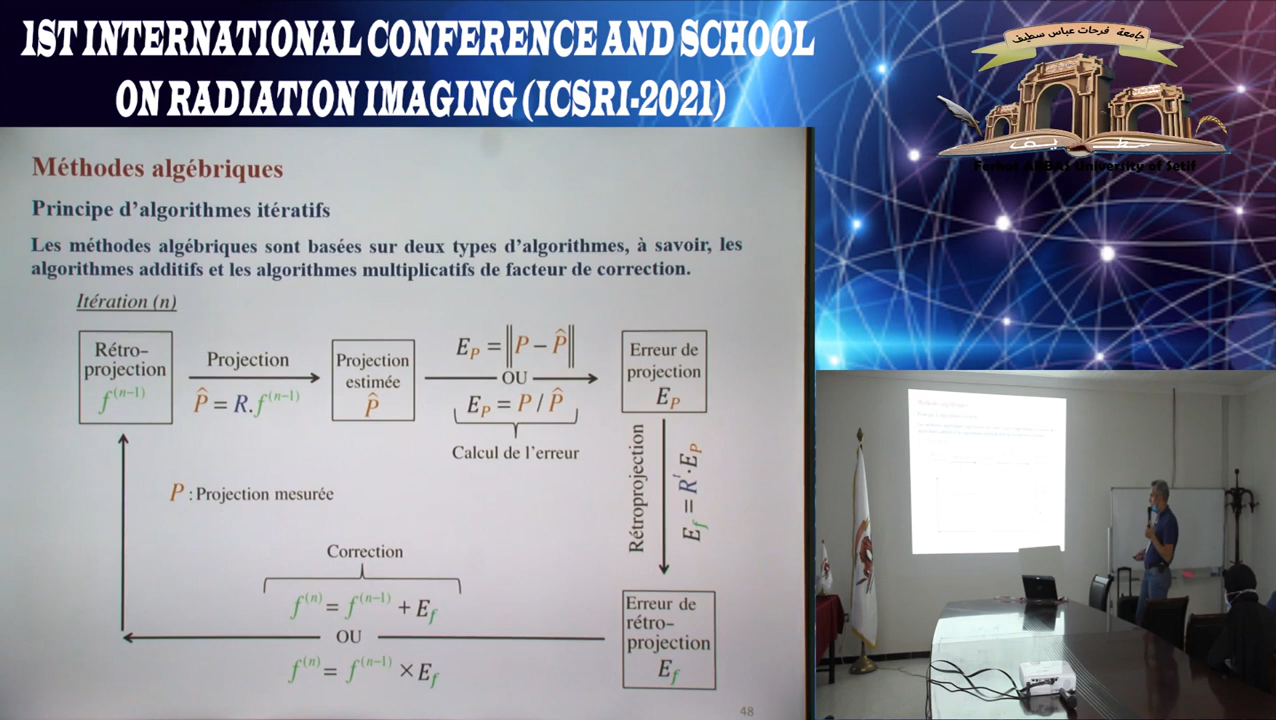 1ST INTERNATIONAL CONFERENCE AND SCHOOL
ON RADIATION IMAGING (ICSRI-2021)
جامعة فرحات عباس سطيف
سطيف
Ferhat ABBAS University of Setif
Méthodes algébriques
Principe d’algorithmes itératifs
Les méthodes algébriques sont basées sur deux types d’algorithmes, à savoir, les
algorithmes additifs et les algorithmes multiplicatifs de facteur de correction.
Itération (n)
Rétro–
projection
f⁽ⁿ⁻¹⁾
Projection
P̂ = R.f⁽ⁿ⁻¹⁾
Projection
estimée
P̂
E_P = ‖P – P̂‖
OU
E_P = P / P̂
Calcul de l’erreur
Erreur de
projection
E_P
Rétroprojection
E_f = Rᵗ·E_P
P : Projection mesurée
Correction
f⁽ⁿ⁾ = f⁽ⁿ⁻¹⁾ + E_f
OU
f⁽ⁿ⁾ = f⁽ⁿ⁻¹⁾ × E_f
Erreur de
rétro–
projection
E_f
48